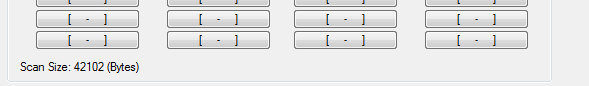 [ - ] [ - ] [ - ] [ - ]
[ - ] [ - ] [ - ] [ - ]
Scan Size: 42102 (Bytes)